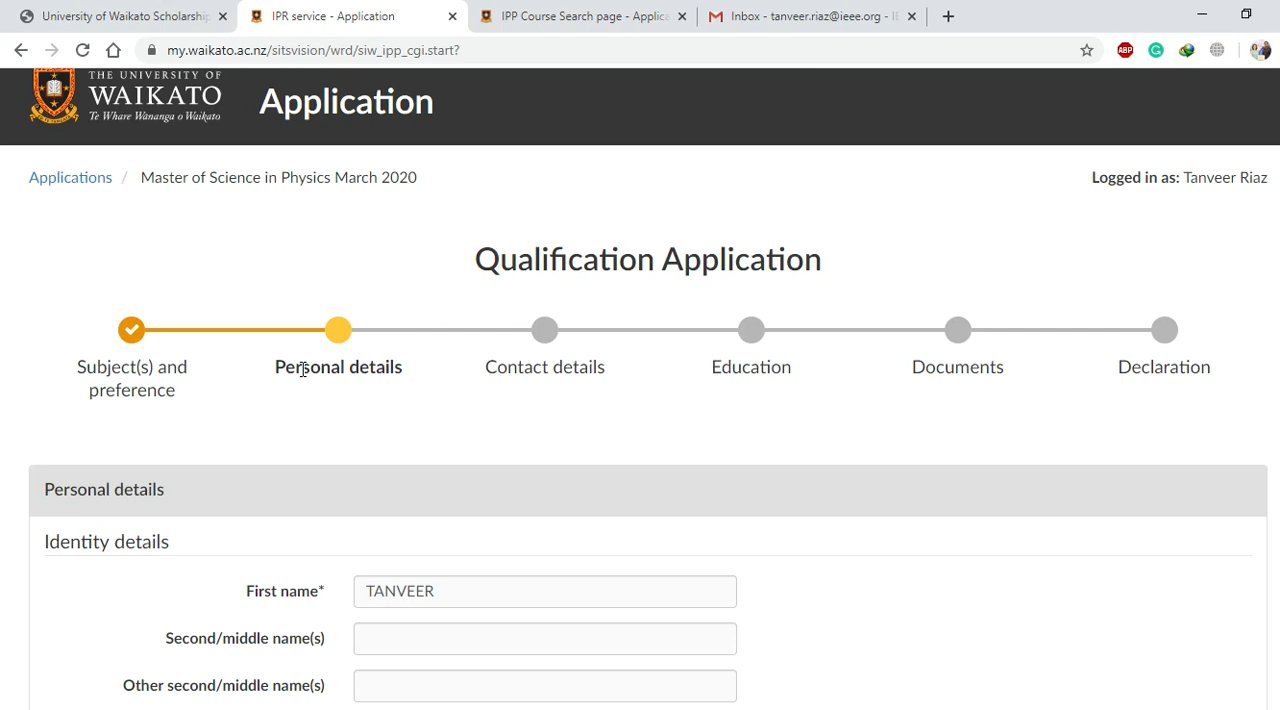 University of Waikato Scholarship
IPR service - Application
IPP Course Search page - Applica
Inbox - tanveer.riaz@ieee.org - IE
my.waikato.ac.nz/sitsvision/wrd/siw_ipp_cgi.start?
ABP
THE UNIVERSITY OF
WAIKATO
Te Whare Wānanga o Waikato
Application
Applications / Master of Science in Physics March 2020
Logged in as: Tanveer Riaz
Qualification Application
Subject(s) and
preference
Personal details
Contact details
Education
Documents
Declaration
Personal details
Identity details
First name*
TANVEER
Second/middle name(s)
Other second/middle name(s)